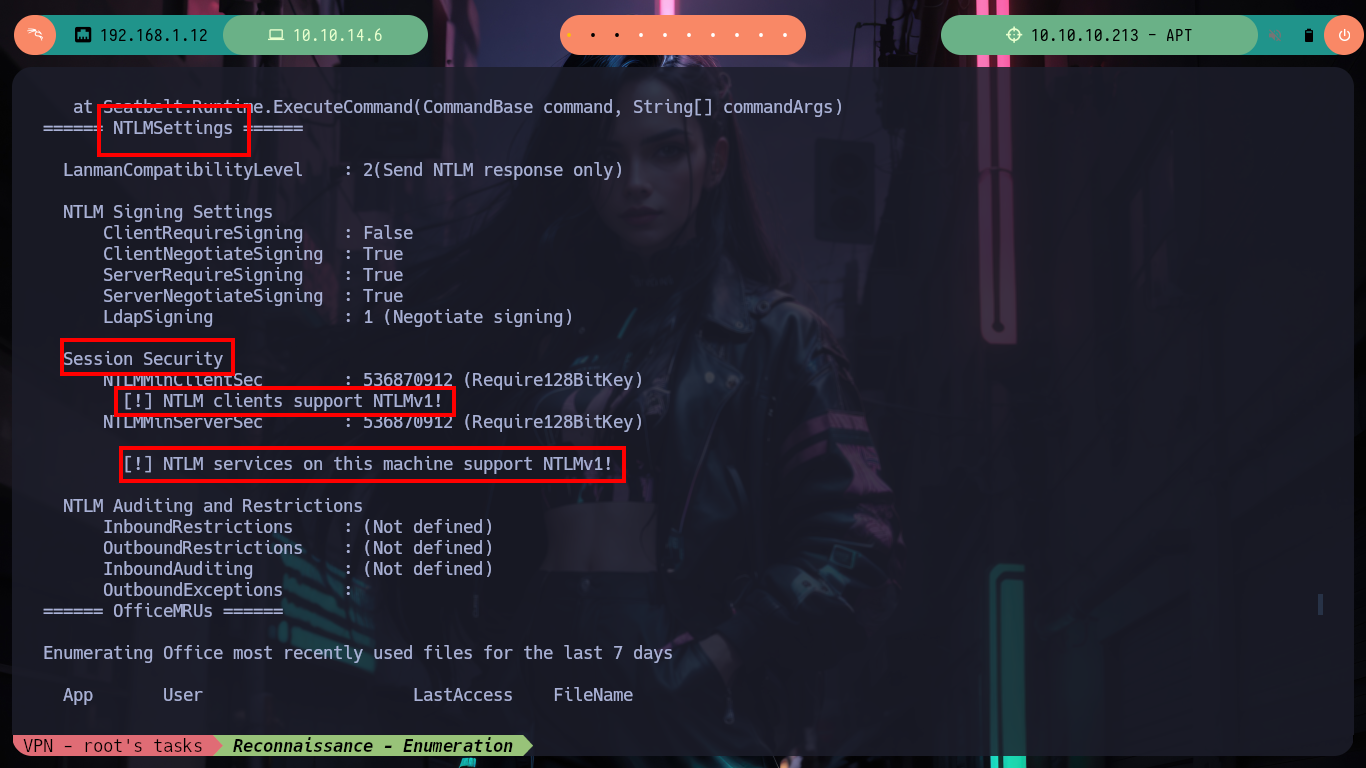 192.168.1.12 10.10.14.6 10.10.10.213 - APT
at Seatbelt.Runtime.ExecuteCommand(CommandBase command, String[] commandArgs)
====== NTLMSettings ======
LanmanCompatibilityLevel : 2(Send NTLM response only)
NTLM Signing Settings
ClientRequireSigning : False
ClientNegotiateSigning : True
ServerRequireSigning : True
ServerNegotiateSigning : True
LdapSigning : 1 (Negotiate signing)
Session Security
NTLMMinClientSec : 536870912 (Require128BitKey)
[!] NTLM clients support NTLMv1!
NTLMMinServerSec : 536870912 (Require128BitKey)
[!] NTLM services on this machine support NTLMv1!
NTLM Auditing and Restrictions
InboundRestrictions : (Not defined)
OutboundRestrictions : (Not defined)
InboundAuditing : (Not defined)
OutboundExceptions :
====== OfficeMRUs ======
Enumerating Office most recently used files for the last 7 days
App User LastAccess FileName
VPN - root's tasks Reconnaissance - Enumeration